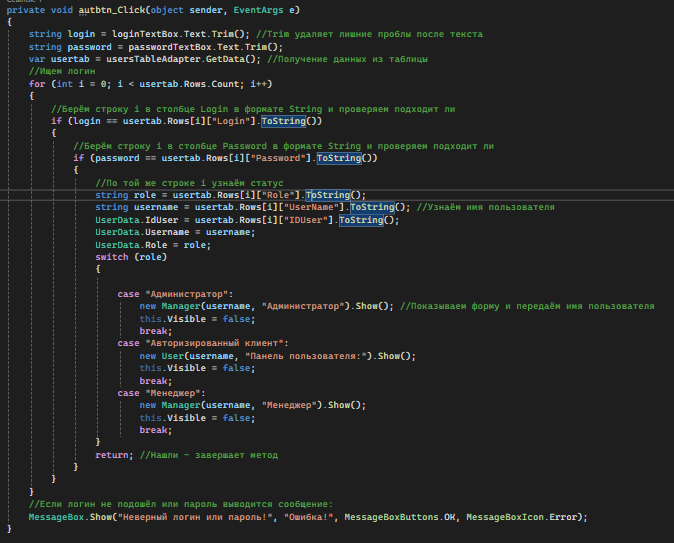 private void autbtn_Click(object sender, EventArgs e)
{
string login = loginTextBox.Text.Trim(); //Trim удаляет лишние проблы после текста
string password = passwordTextBox.Text.Trim();
var usertab = usersTableAdapter.GetData(); //Получение данных из таблицы
//Ищем логин
for (int i = 0; i < usertab.Rows.Count; i++)
{
//Берём строку i в столбце Login в формате String и проверяем подходит ли
if (login == usertab.Rows[i]["Login"].ToString())
{
//Берём строку i в столбце Password в формате String и проверяем подходит ли
if (password == usertab.Rows[i]["Password"].ToString())
{
//По той же строке i узнаём статус
string role = usertab.Rows[i]["Role"].ToString();
string username = usertab.Rows[i]["UserName"].ToString(); //Узнаём имя пользователя
UserData.IdUser = usertab.Rows[i]["IDUser"].ToString();
UserData.Username = username;
UserData.Role = role;
switch (role)
{
case "Администратор":
new Manager(username, "Администратор").Show(); //Показываем форму и передаём имя пользователя
this.Visible = false;
break;
case "Авторизированный клиент":
new User(username, "Панель пользователя:").Show();
this.Visible = false;
break;
case "Менеджер":
new Manager(username, "Менеджер").Show();
this.Visible = false;
break;
}
return; //Нашли - завершает метод
}
}
}
//Если логин не подошёл или пароль выводится сообщение:
MessageBox.Show("Неверный логин или пароль!", "Ошибка!", MessageBoxButtons.OK, MessageBoxIcon.Error);
}